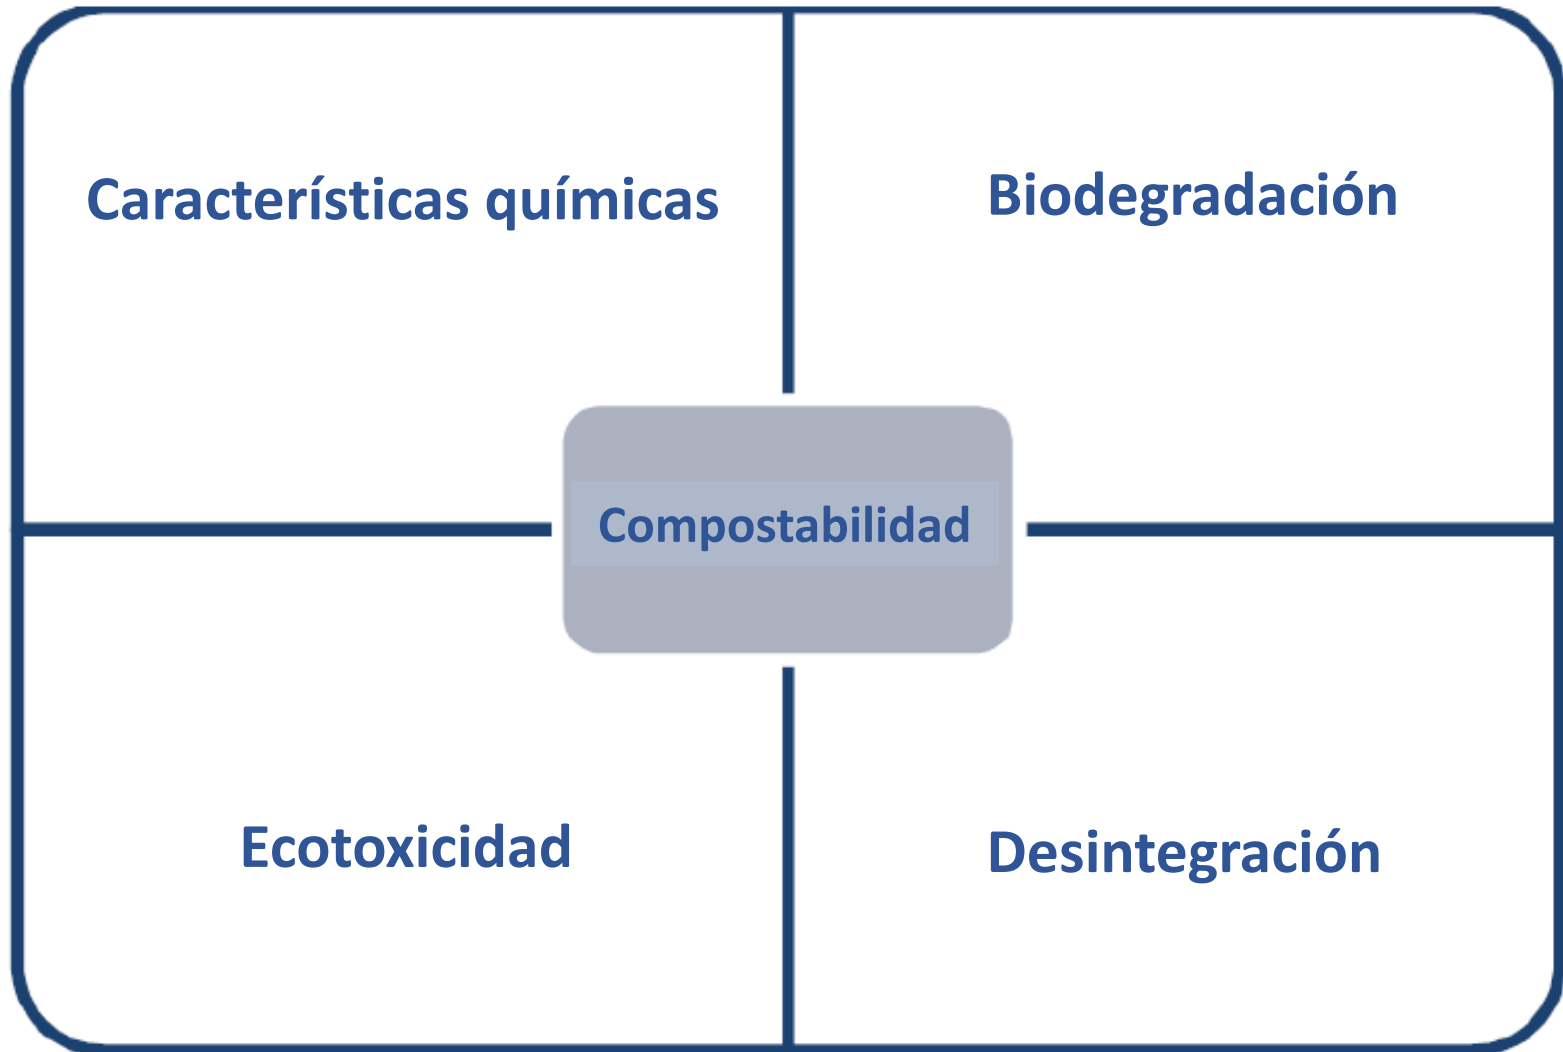 Características químicas
Biodegradación
Compostabilidad
Ecotoxicidad
Desintegración